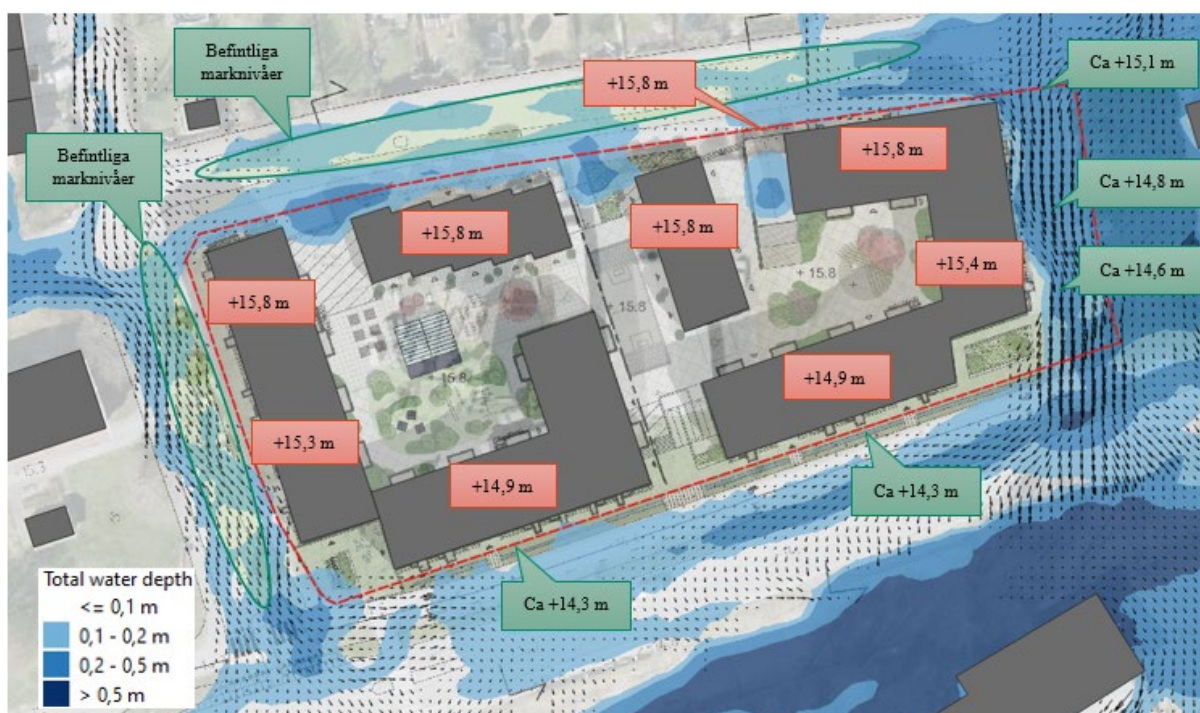 Befintliga
marknivåer
Befintliga
marknivåer
+15,8 m
Ca +15,1 m
+15,8 m
+15,8 m
+15,8 m
Ca +14,8 m
+15,8 m
+15,4 m
Ca +14,6 m
+ 15.8
+ 15.8
+ 15.8
+14,9 m
+15,3 m
+14,9 m
Ca +14,3 m
Ca +14,3 m
15.3
Total water depth
<= 0,1 m
0,1 - 0,2 m
0,2 - 0,5 m
> 0,5 m